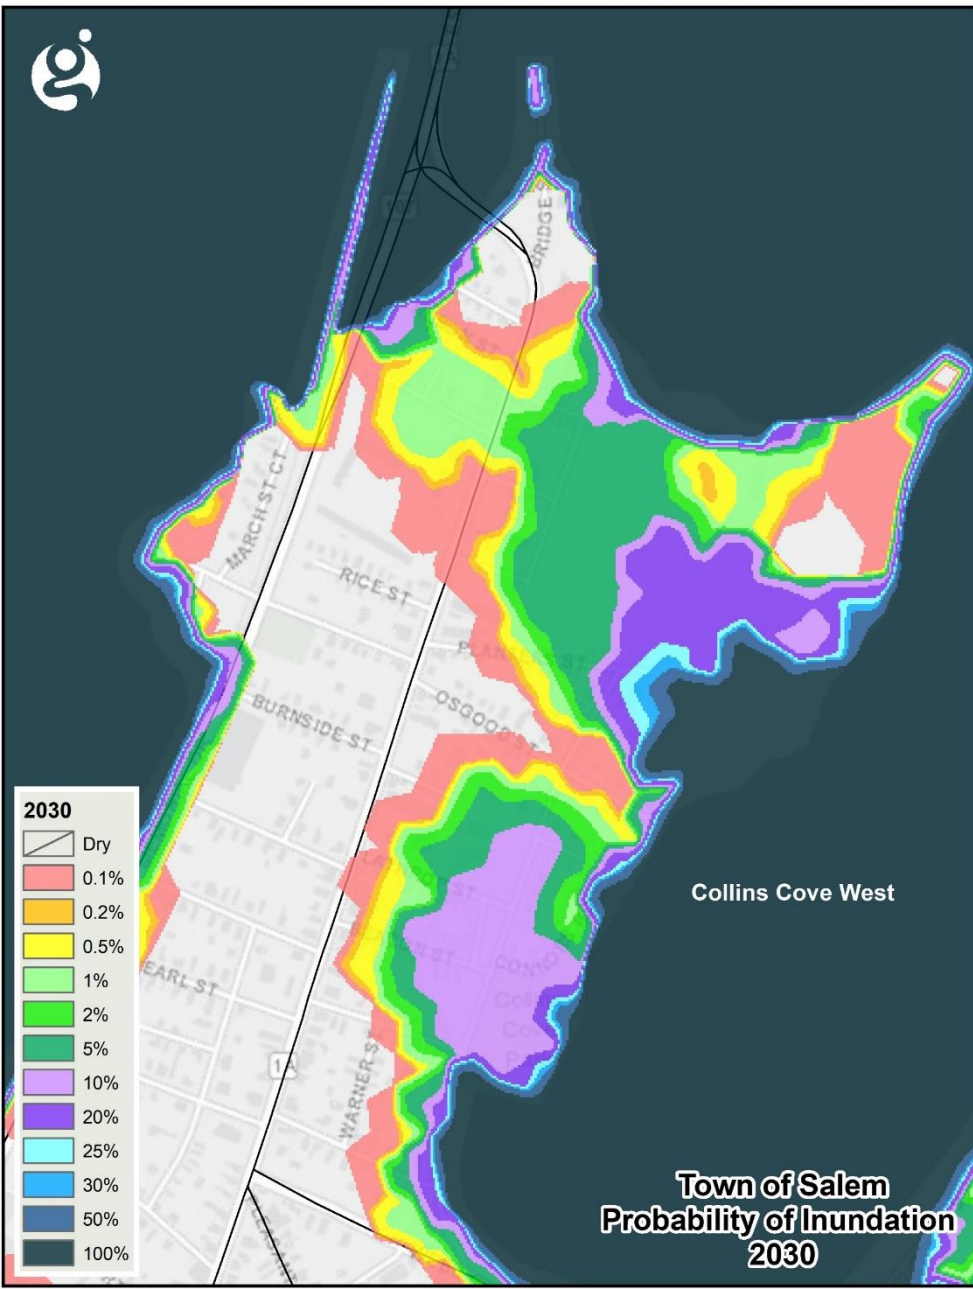 BRIDGE
MARCH ST CT
RICE ST
OSGOOD ST
BURNSIDE ST
2030
Dry
0.1%
0.2%
0.5%
1%
2%
5%
10%
20%
25%
30%
50%
100%
Collins Cove West
EARL ST
1A
WARNER ST
Town of Salem
Probability of Inundation
2030